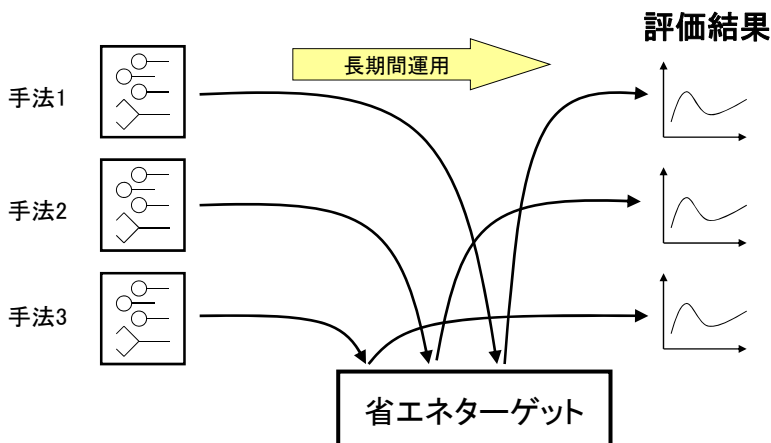 評価結果
長期間運用
手法1
手法2
手法3
省エネターゲット